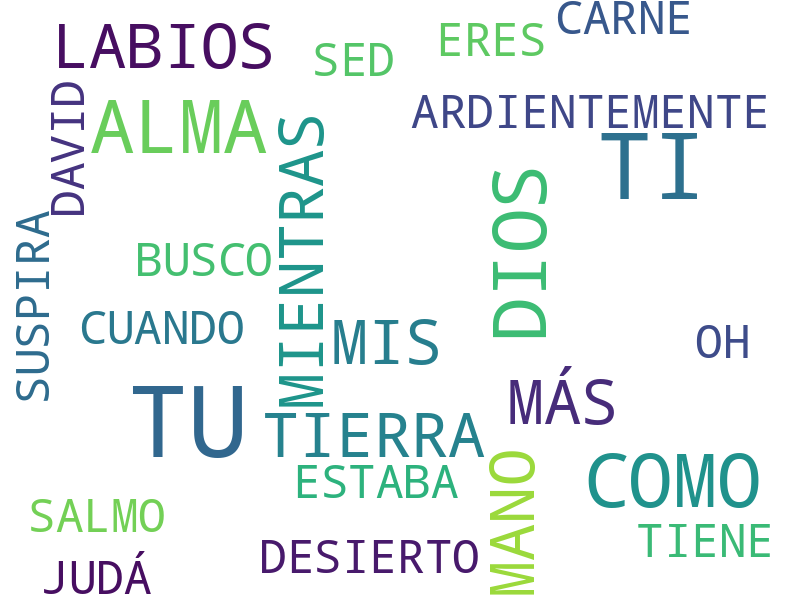 CARNE
LABIOS
SED
ERES
DAVID
ALMA
ARDIENTEMENTE
MIENTRAS
TI
DIOS
SUSPIRA
BUSCO
CUANDO
MIS
OH
MÁS
TU
TIERRA
COMO
ESTABA
MANO
SALMO
TIENE
DESIERTO
JUDÁ